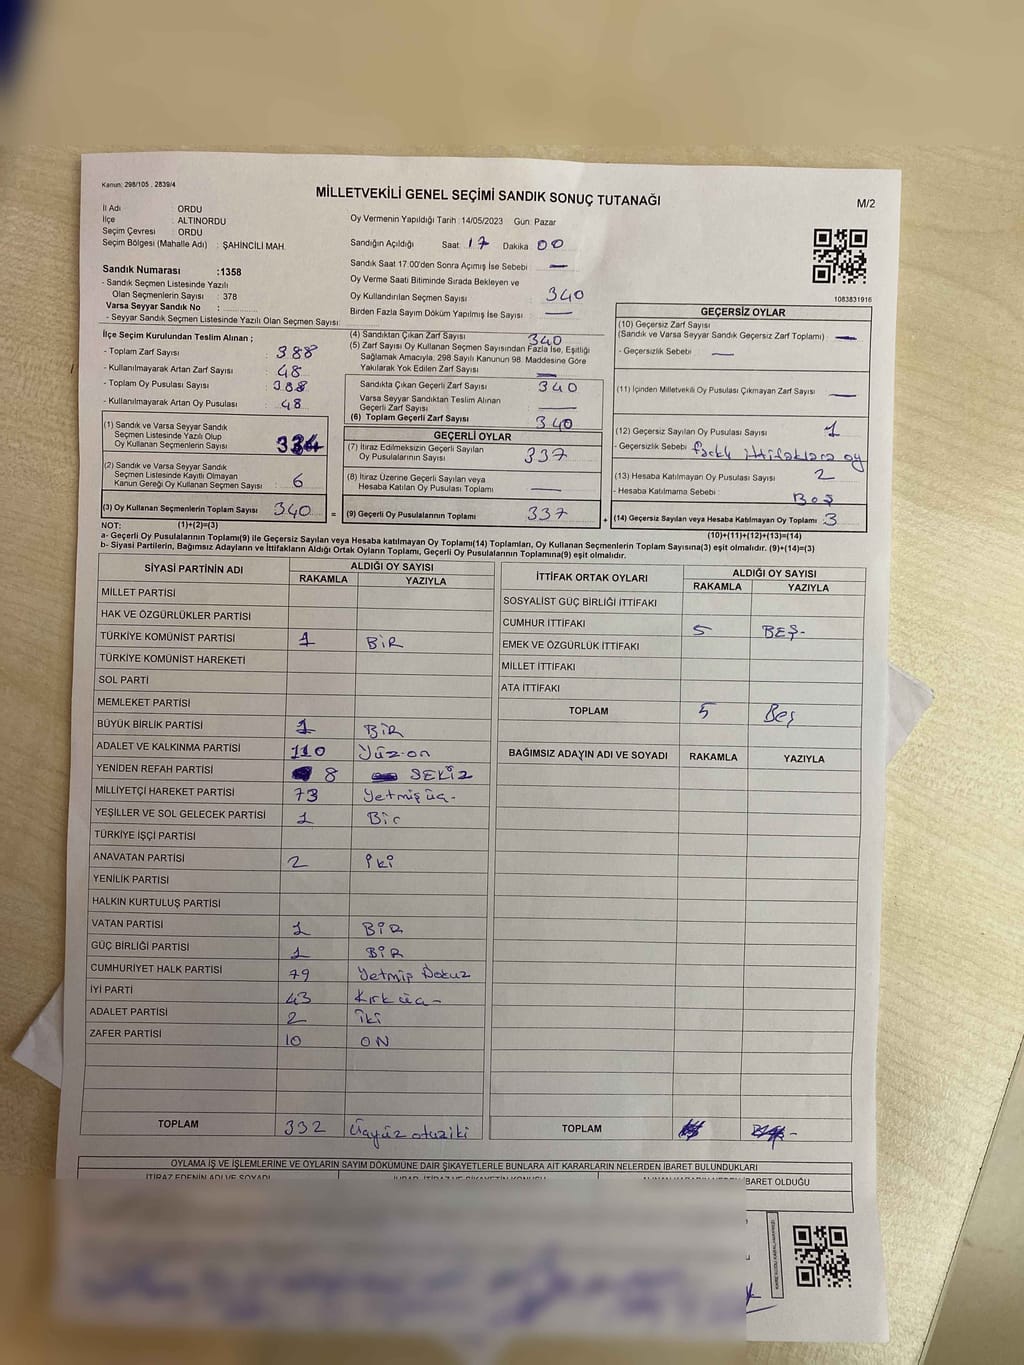 Kanun: 298/105 , 2839/4
MİLLETVEKİLİ GENEL SEÇİMİ SANDIK SONUÇ TUTANAĞI
M/2
İl Adı : ORDU
İlçe : ALTINORDU
Seçim Çevresi : ORDU
Seçim Bölgesi (Mahalle Adı) : ŞAHİNCİLİ MAH.
Oy Vermenin Yapıldığı Tarih :14/05/2023 Gün: Pazar
Sandığın Açıldığı Saat: 17 Dakika: 00
Sandık Saat 17:00'den Sonra Açımış İse Sebebi : —
Oy Verme Saati Bitiminde Sırada Bekleyen ve
Oy Kullandırılan Seçmen Sayısı : 340
Birden Fazla Sayım Döküm Yapılmış İse Sayısı : —
1083831916
Sandık Numarası :1358
- Sandık Seçmen Listesinde Yazılı
Olan Seçmenlerin Sayısı : 378
Varsa Seyyar Sandık No :
- Seyyar Sandık Seçmen Listesinde Yazılı Olan Seçmen Sayısı:
İlçe Seçim Kurulundan Teslim Alınan ;
- Toplam Zarf Sayısı : 388
- Kullanılmayarak Artan Zarf Sayısı : 48
- Toplam Oy Pusulası Sayısı : 388
- Kullanılmayarak Artan Oy Pusulası : 48
(1) Sandık ve Varsa Seyyar Sandık
Seçmen Listesinde Yazılı Olup
Oy Kullanan Seçmenlerin Sayısı : 334
(2) Sandık ve Varsa Seyyar Sandık
Seçmen Listesinde Kayıtlı Olmayan
Kanun Gereği Oy Kullanan Seçmen Sayısı : 6
(3) Oy Kullanan Seçmenlerin Toplam Sayısı : 340
(4) Sandıktan Çıkan Zarf Sayısı : 340
(5) Zarf Sayısı Oy Kullanan Seçmen Sayısından Fazla İse, Eşitliği
Sağlamak Amacıyla; 298 Sayılı Kanunun 98. Maddesine Göre
Yakılarak Yok Edilen Zarf Sayısı : —
Sandıkta Çıkan Geçerli Zarf Sayısı : 340
Varsa Seyyar Sandıktan Teslim Alınan
Geçerli Zarf Sayısı : —
(6) Toplam Geçerli Zarf Sayısı : 340
GEÇERLİ OYLAR
(7) İtiraz Edilmeksizin Geçerli Sayılan
Oy Pusulalarının Sayısı : 337
(8) İtiraz Üzerine Geçerli Sayılan veya
Hesaba Katılan Oy Pusulası Toplamı : —
= (9) Geçerli Oy Pusulalarının Toplamı : 337
GEÇERSİZ OYLAR
(10) Geçersiz Zarf Sayısı
(Sandık ve Varsa Seyyar Sandık Geçersiz Zarf Toplamı) : —
- Geçersizlik Sebebi : —
(11) İçinden Milletvekili Oy Pusulası Çıkmayan Zarf Sayısı : —
(12) Geçersiz Sayılan Oy Pusulası Sayısı : 1
- Geçersizlik Sebebi : farklı ittifaklara oy
(13) Hesaba Katılmayan Oy Pusulası Sayısı : 2
- Hesaba Katılmama Sebebi : Boş
+ (14) Geçersiz Sayılan veya Hesaba Katılmayan Oy Toplamı : 3
NOT: (1)+(2)=(3)
(10)+(11)+(12)+(13)=(14)
a- Geçerli Oy Pusulalarının Toplamı(9) ile Geçersiz Sayılan veya Hesaba katılmayan Oy Toplamı(14) Toplamları, Oy Kullanan Seçmenlerin Toplam Sayısına(3) eşit olmalıdır. (9)+(14)=(3)
b- Siyasi Partilerin, Bağımsız Adayların ve İttifakların Aldığı Ortak Oyların Toplamı, Geçerli Oy Pusulalarının Toplamına(9) eşit olmalıdır.
SİYASİ PARTİNİN ADI ALDIĞI OY SAYISI
RAKAMLA YAZIYLA
MİLLET PARTİSİ
HAK VE ÖZGÜRLÜKLER PARTİSİ
TÜRKİYE KOMÜNİST PARTİSİ 1 BİR
TÜRKİYE KOMÜNİST HAREKETİ
SOL PARTİ
MEMLEKET PARTİSİ
BÜYÜK BİRLİK PARTİSİ 1 BİR
ADALET VE KALKINMA PARTİSİ 110 Yüz-on
YENİDEN REFAH PARTİSİ 8 SEKİZ
MİLLİYETÇİ HAREKET PARTİSİ 73 Yetmiş üç-
YEŞİLLER VE SOL GELECEK PARTİSİ 1 Bir
TÜRKİYE İŞÇİ PARTİSİ
ANAVATAN PARTİSİ 2 iki
YENİLİK PARTİSİ
HALKIN KURTULUŞ PARTİSİ
VATAN PARTİSİ 1 BİR
GÜÇ BİRLİĞİ PARTİSİ 1 BİR
CUMHURİYET HALK PARTİSİ 79 Yetmiş Dokuz
İYİ PARTİ 43 Kırk üç-
ADALET PARTİSİ 2 iki
ZAFER PARTİSİ 10 ON
TOPLAM 332 üçyüz otuziki
İTTİFAK ORTAK OYLARI ALDIĞI OY SAYISI
RAKAMLA YAZIYLA
SOSYALİST GÜÇ BİRLİĞİ İTTİFAKI
CUMHUR İTTİFAKI 5 BEŞ-
EMEK VE ÖZGÜRLÜK İTTİFAKI
MİLLET İTTİFAKI
ATA İTTİFAKI
TOPLAM 5 Beş
BAĞIMSIZ ADAYIN ADI VE SOYADI RAKAMLA YAZIYLA
TOPLAM
OYLAMA İŞ VE İŞLEMLERİNE VE OYLARIN SAYIM DÖKÜMÜNE DAİR ŞİKAYETLERLE BUNLARA AİT KARARLARIN NELERDEN İBARET BULUNDUKLARI
İTİRAZ EDENİN ADI VE SOYADI
BARET OLDUĞU